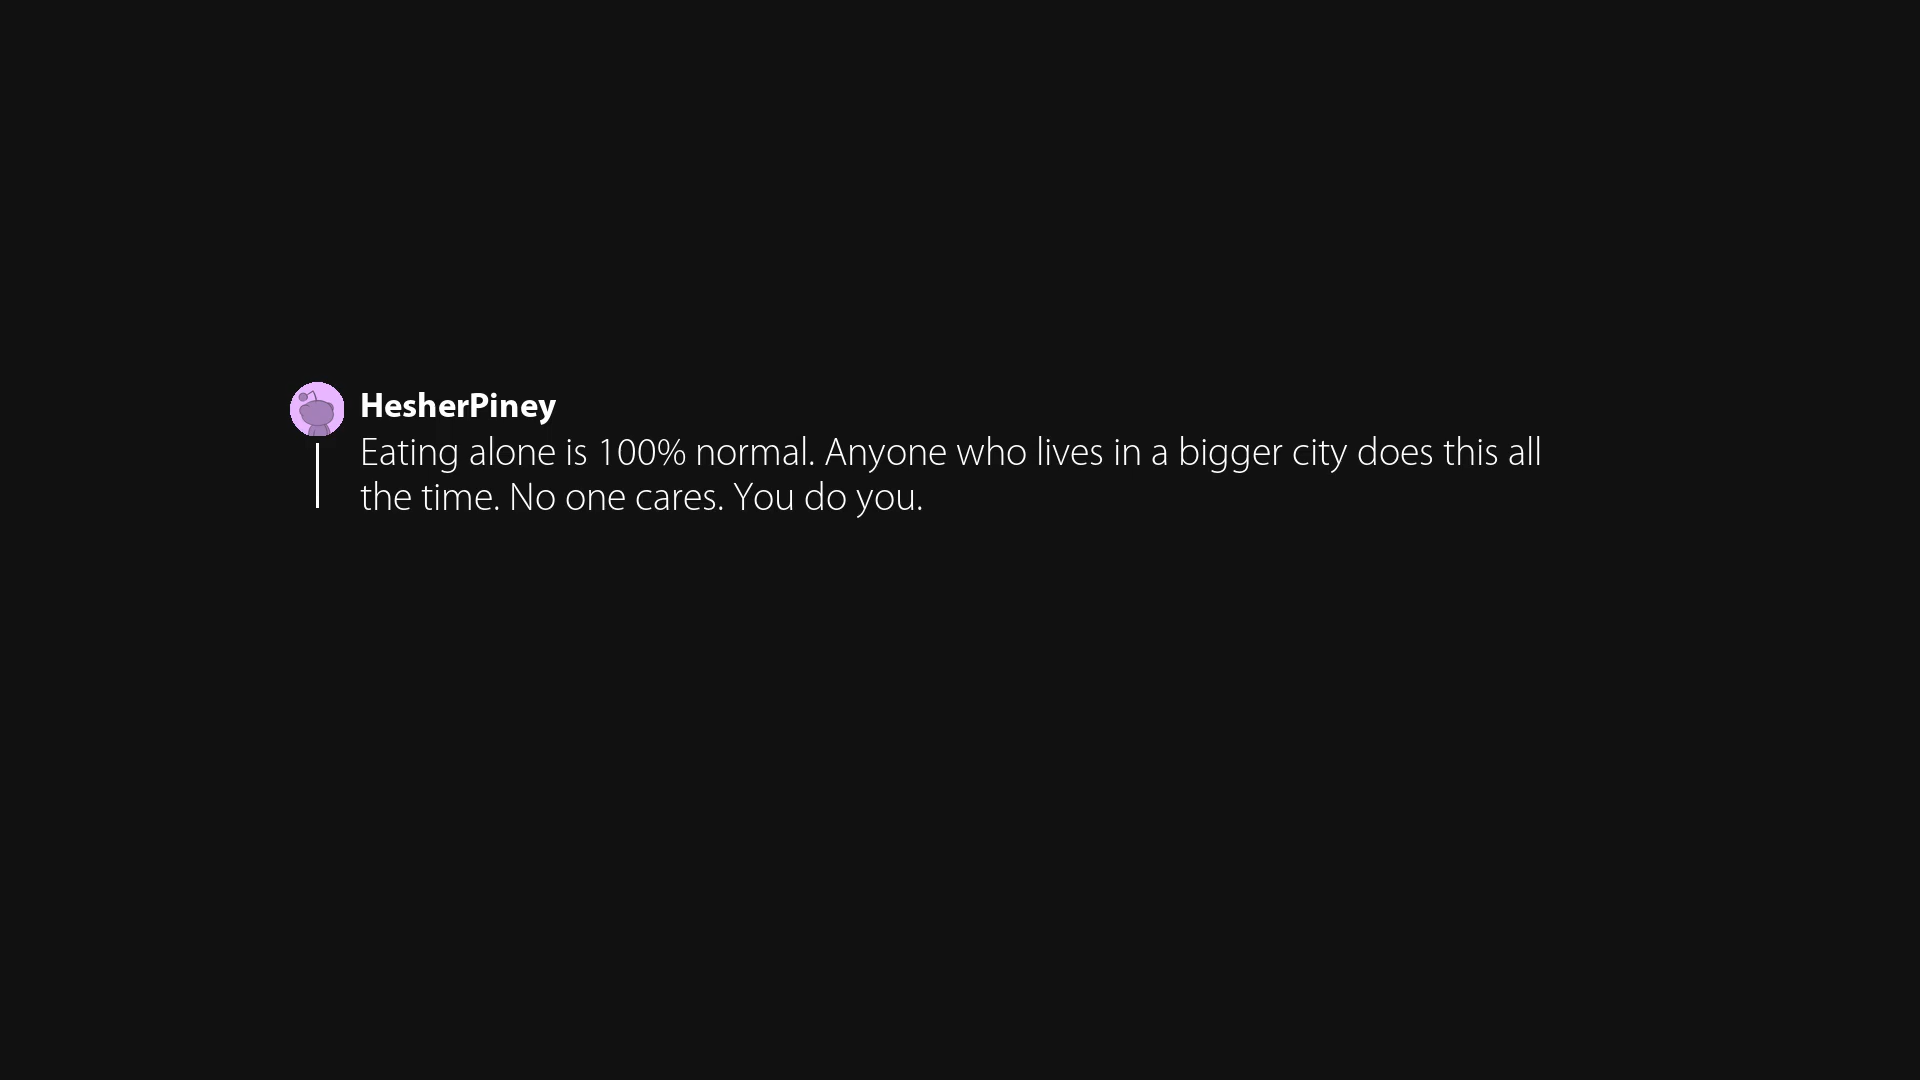 HesherPiney
Eating alone is 100% normal. Anyone who lives in a bigger city does this all
the time. No one cares. You do you.